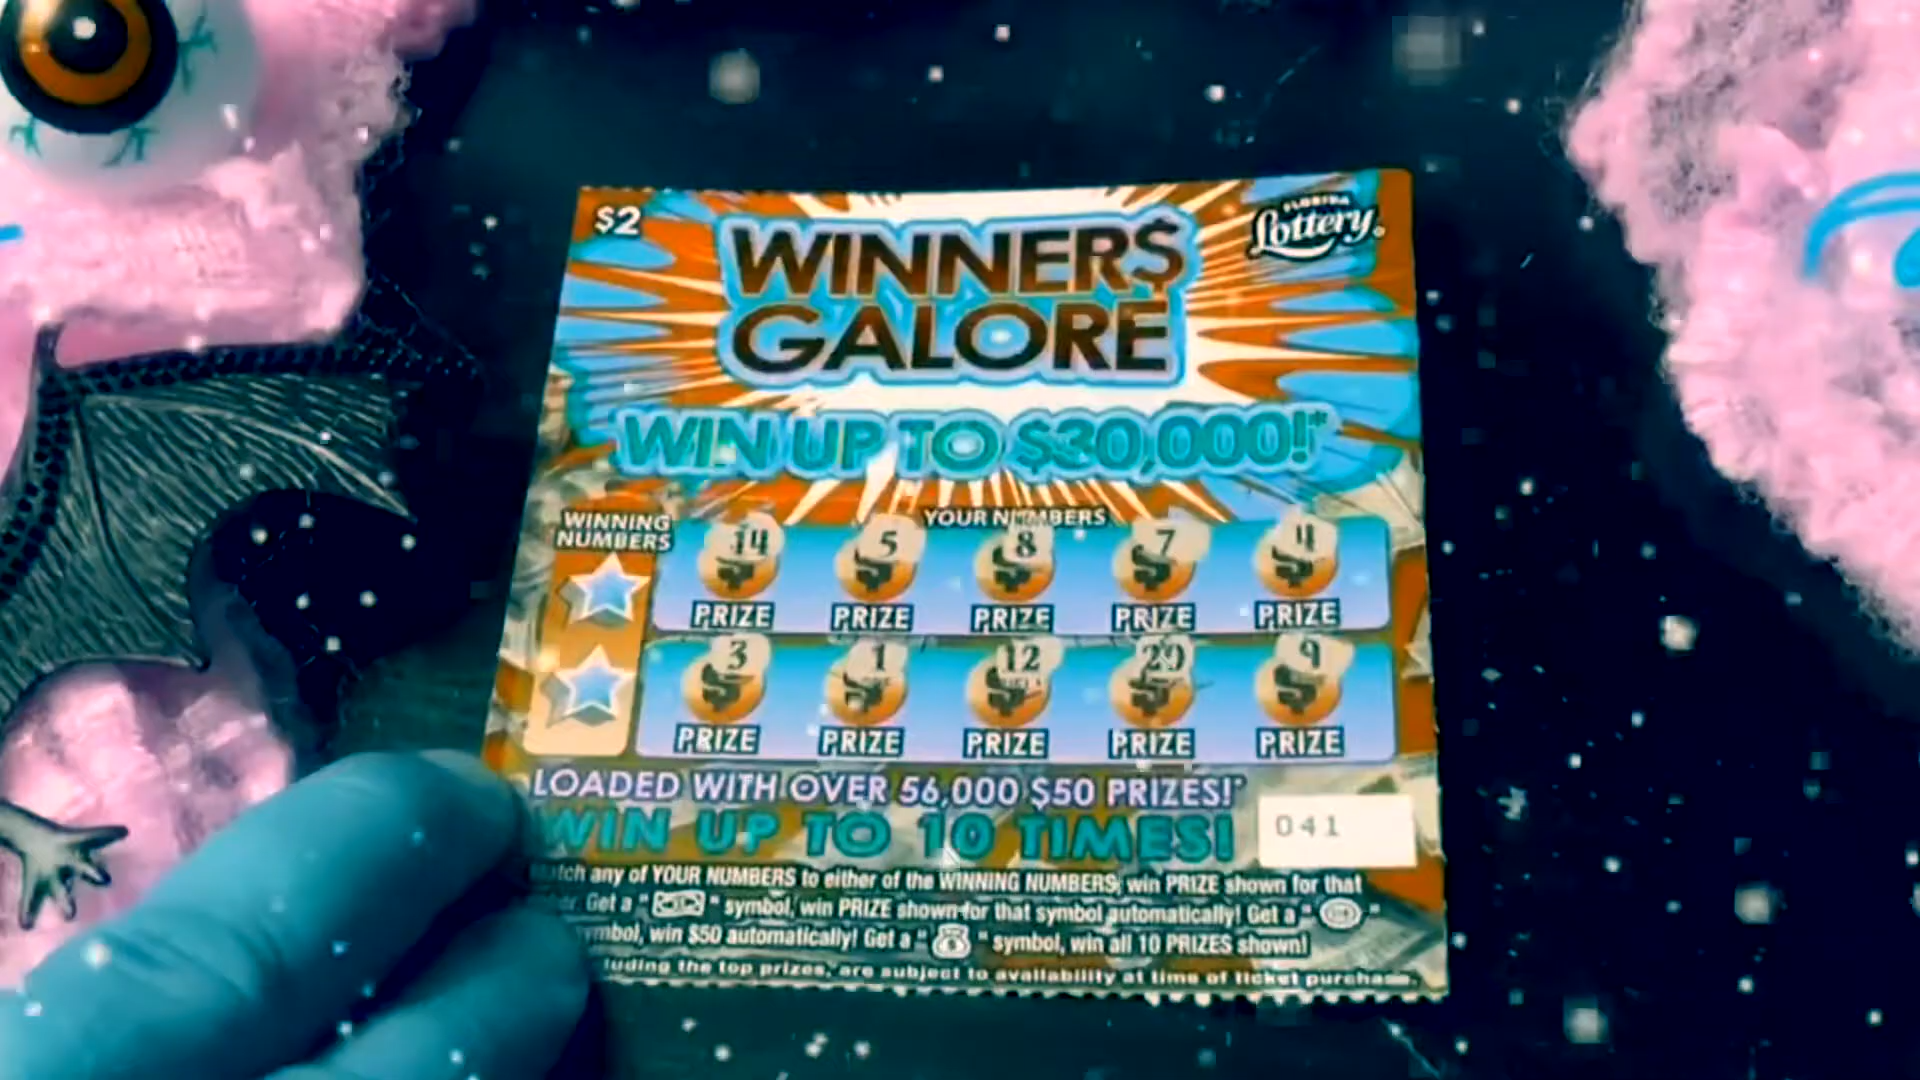 $2
FLORIDA
Lottery
WINNER$
GALORE
WIN UP TO $30,000!*
WINNING
NUMBERS
YOUR NUMBERS
14 5 8 7 4
PRIZE PRIZE PRIZE PRIZE PRIZE
3 1 12 20 9
PRIZE PRIZE PRIZE PRIZE PRIZE
LOADED WITH OVER 56,000 $50 PRIZES!*
WIN UP TO 10 TIMES!
041
any of YOUR NUMBERS to either of the WINNING NUMBERS, win PRIZE shown for that
Get a " " symbol, win PRIZE shown for that symbol automatically! Get a " "
symbol, win $50 automatically! Get a " " symbol, win all 10 PRIZES shown!
the top prizes, are subject to availability at time of ticket purchase.